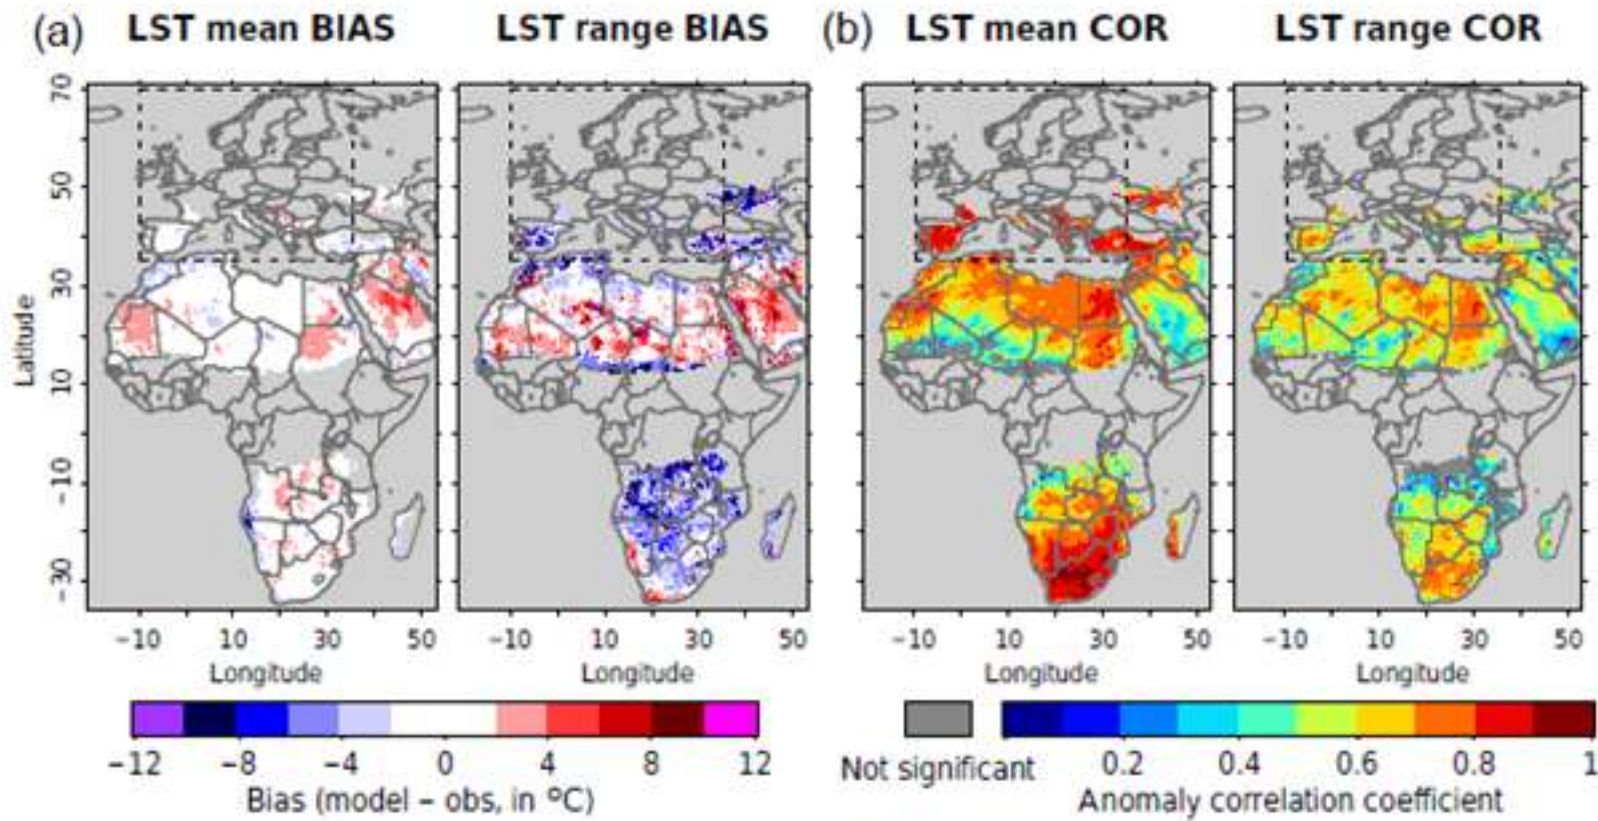 (a) LST mean BIAS LST range BIAS (b) LST mean COR LST range COR
70
50
30
10
−10
−30
Latitude
−10 10 30 50 −10 10 30 50 −10 10 30 50 −10 10 30 50
Longitude Longitude Longitude Longitude
−12 −8 −4 0 4 8 12
Bias (model − obs, in ºC)
Not significant 0.2 0.4 0.6 0.8 1
Anomaly correlation coefficient